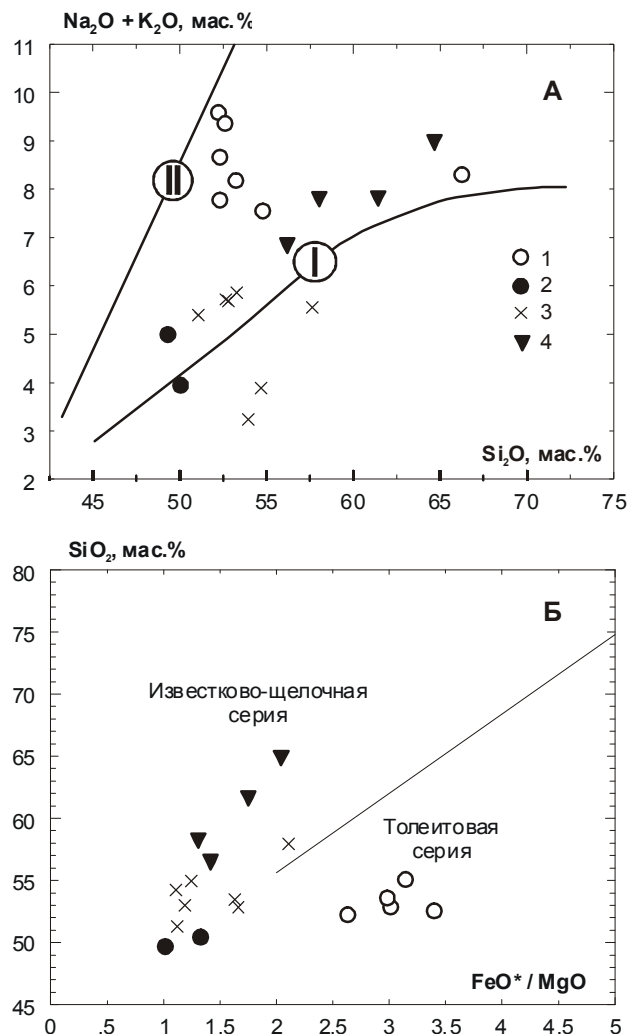 Na₂O + K₂O, мас.%
11
10
9
8
7
6
5
4
3
2
А
II
I
1
2
3
4
Si₂O, мас.%
45 50 55 60 65 70 75
SiO₂, мас.%
80
75
70
65
60
55
50
45
Б
Известково-щелочная
серия
Толеитовая
серия
FeO* / MgO
0 .5 1 1.5 2 2.5 3 3.5 4 4.5 5